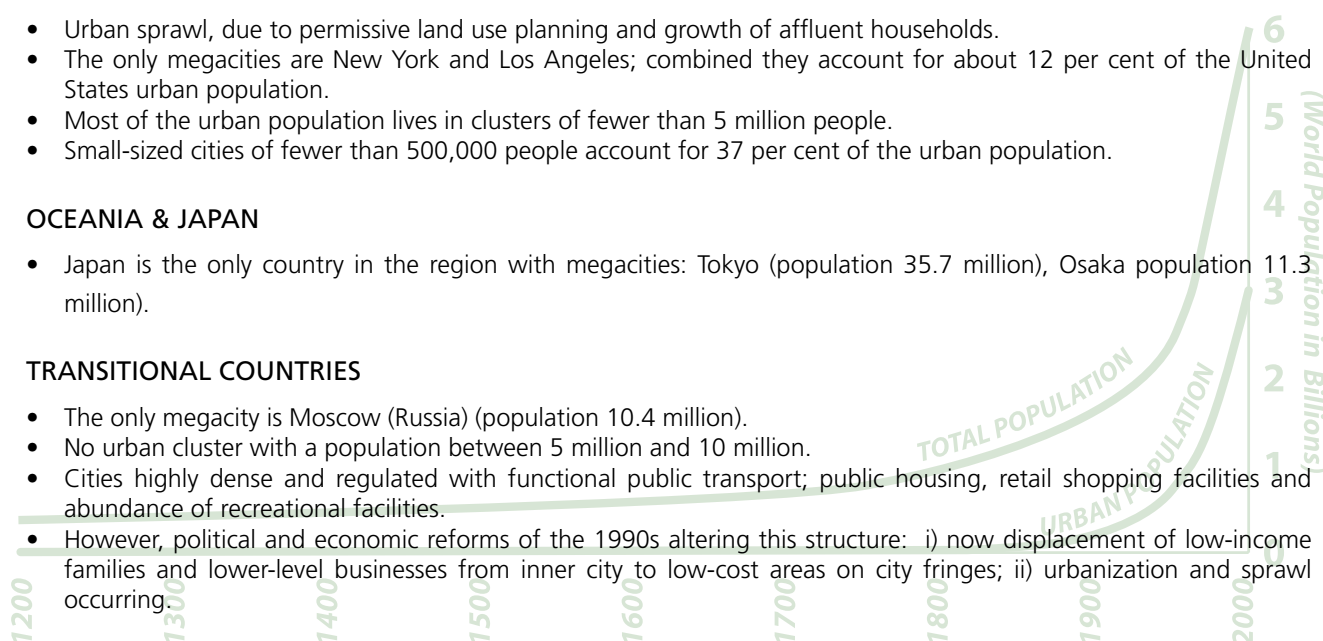 • Urban sprawl, due to permissive land use planning and growth of affluent households.
• The only megacities are New York and Los Angeles; combined they account for about 12 per cent of the United
States urban population.
• Most of the urban population lives in clusters of fewer than 5 million people.
• Small-sized cities of fewer than 500,000 people account for 37 per cent of the urban population.
OCEANIA & JAPAN
• Japan is the only country in the region with megacities: Tokyo (population 35.7 million), Osaka population 11.3
million).
TRANSITIONAL COUNTRIES
• The only megacity is Moscow (Russia) (population 10.4 million).
• No urban cluster with a population between 5 million and 10 million.
• Cities highly dense and regulated with functional public transport; public housing, retail shopping facilities and
abundance of recreational facilities.
• However, political and economic reforms of the 1990s altering this structure: i) now displacement of low-income
families and lower-level businesses from inner city to low-cost areas on city fringes; ii) urbanization and sprawl
occurring.
TOTAL POPULATION
URBAN POPULATION
6
5
4
3
2
1
0
(World Population in Billions)
1200
1300
1400
1500
1600
1700
1800
1900
2000